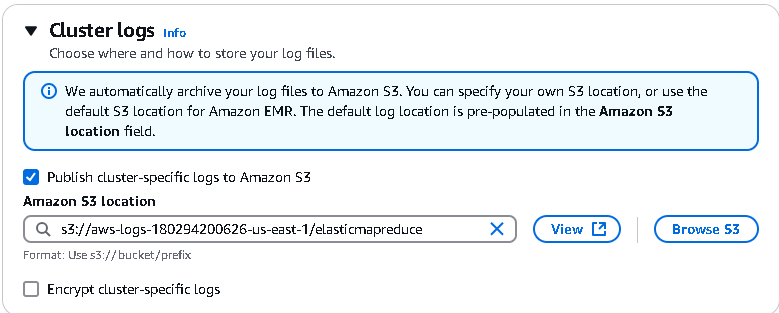 Cluster logs Info
Choose where and how to store your log files.
We automatically archive your log files to Amazon S3. You can specify your own S3 location, or use the
default S3 location for Amazon EMR. The default log location is pre-populated in the Amazon S3
location field.
Publish cluster-specific logs to Amazon S3
Amazon S3 location
s3://aws-logs-180294200626-us-east-1/elasticmapreduce
View
Browse S3
Format: Use s3://bucket/prefix
Encrypt cluster-specific logs